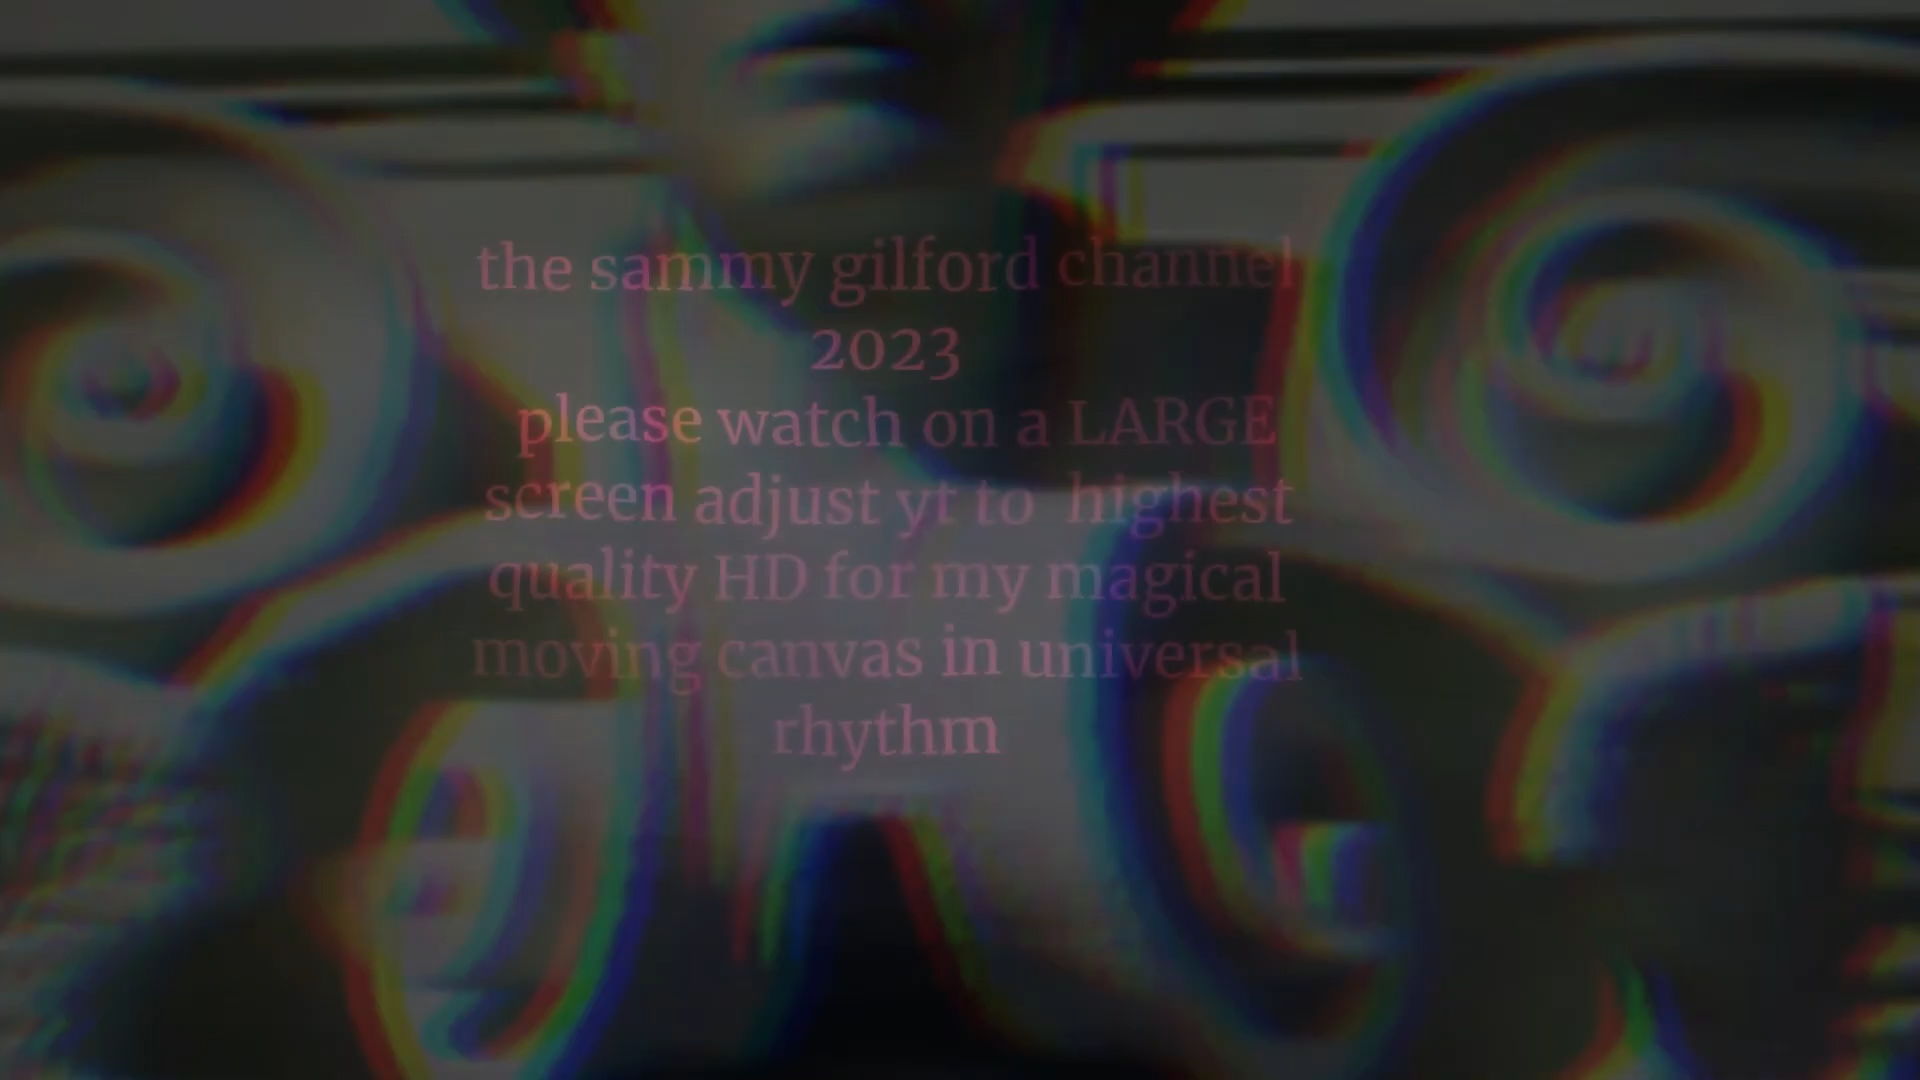 the sammy gilford channel
2023
please watch on a LARGE
screen adjust yt to  highest
quality HD for my magical
moving canvas in universal
rhythm